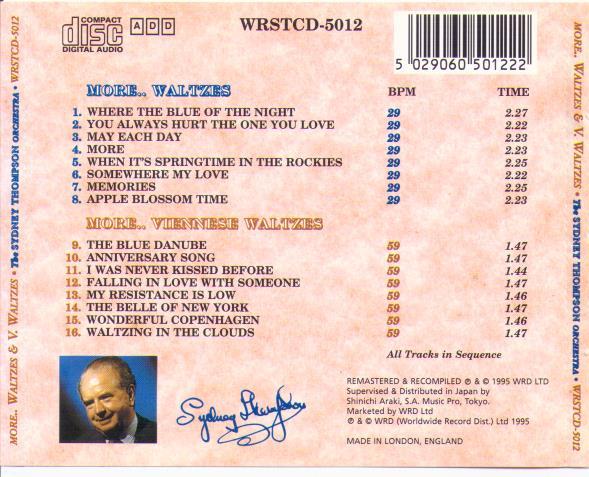 COMPACT
disc
DIGITAL AUDIO
A D D
WRSTCD-5012
5 029060 501222
MORE.. WALTZES BPM TIME
1. WHERE THE BLUE OF THE NIGHT 29 2.27
2. YOU ALWAYS HURT THE ONE YOU LOVE 29 2.22
3. MAY EACH DAY 29 2.23
4. MORE 29 2.23
5. WHEN IT'S SPRINGTIME IN THE ROCKIES 29 2.25
6. SOMEWHERE MY LOVE 29 2.22
7. MEMORIES 29 2.25
8. APPLE BLOSSOM TIME 29 2.23
MORE.. VIENNESE WALTZES
9. THE BLUE DANUBE 59 1.47
10. ANNIVERSARY SONG 59 1.47
11. I WAS NEVER KISSED BEFORE 59 1.44
12. FALLING IN LOVE WITH SOMEONE 59 1.47
13. MY RESISTANCE IS LOW 59 1.46
14. THE BELLE OF NEW YORK 59 1.47
15. WONDERFUL COPENHAGEN 59 1.46
16. WALTZING IN THE CLOUDS 59 1.47
All Tracks in Sequence
Sydney Thompson
REMASTERED & RECOMPILED ℗ & © 1995 WRD LTD
Supervised & Distributed in Japan by
Shinichi Araki, S.A. Music Pro, Tokyo.
Marketed by WRD Ltd
℗ & © WRD (Worldwide Record Dist.) Ltd 1995
MADE IN LONDON, ENGLAND
MORE.. WALTZES & V. WALTZES • The SYDNEY THOMPSON ORCHESTRA • WRSTCD-5012
MORE.. WALTZES & V. WALTZES • The SYDNEY THOMPSON ORCHESTRA • WRSTCD-5012